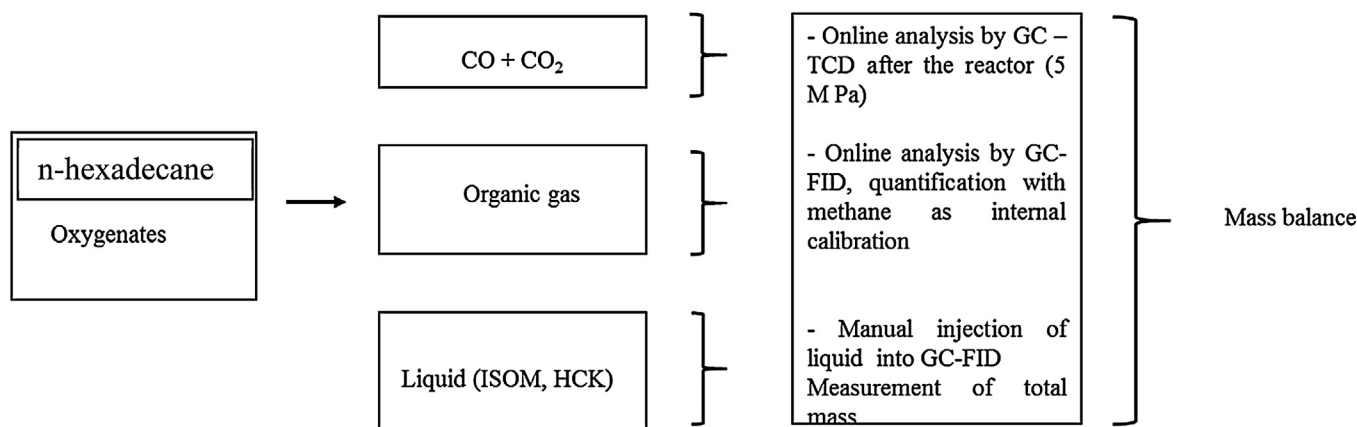 n-hexadecane
Oxygenates
CO + CO₂
Organic gas
Liquid (ISOM, HCK)
- Online analysis by GC –
TCD after the reactor (5
M Pa)
- Online analysis by GC-
FID, quantification with
methane as internal
calibration
- Manual injection of
liquid into GC-FID
Measurement of total
mass
Mass balance